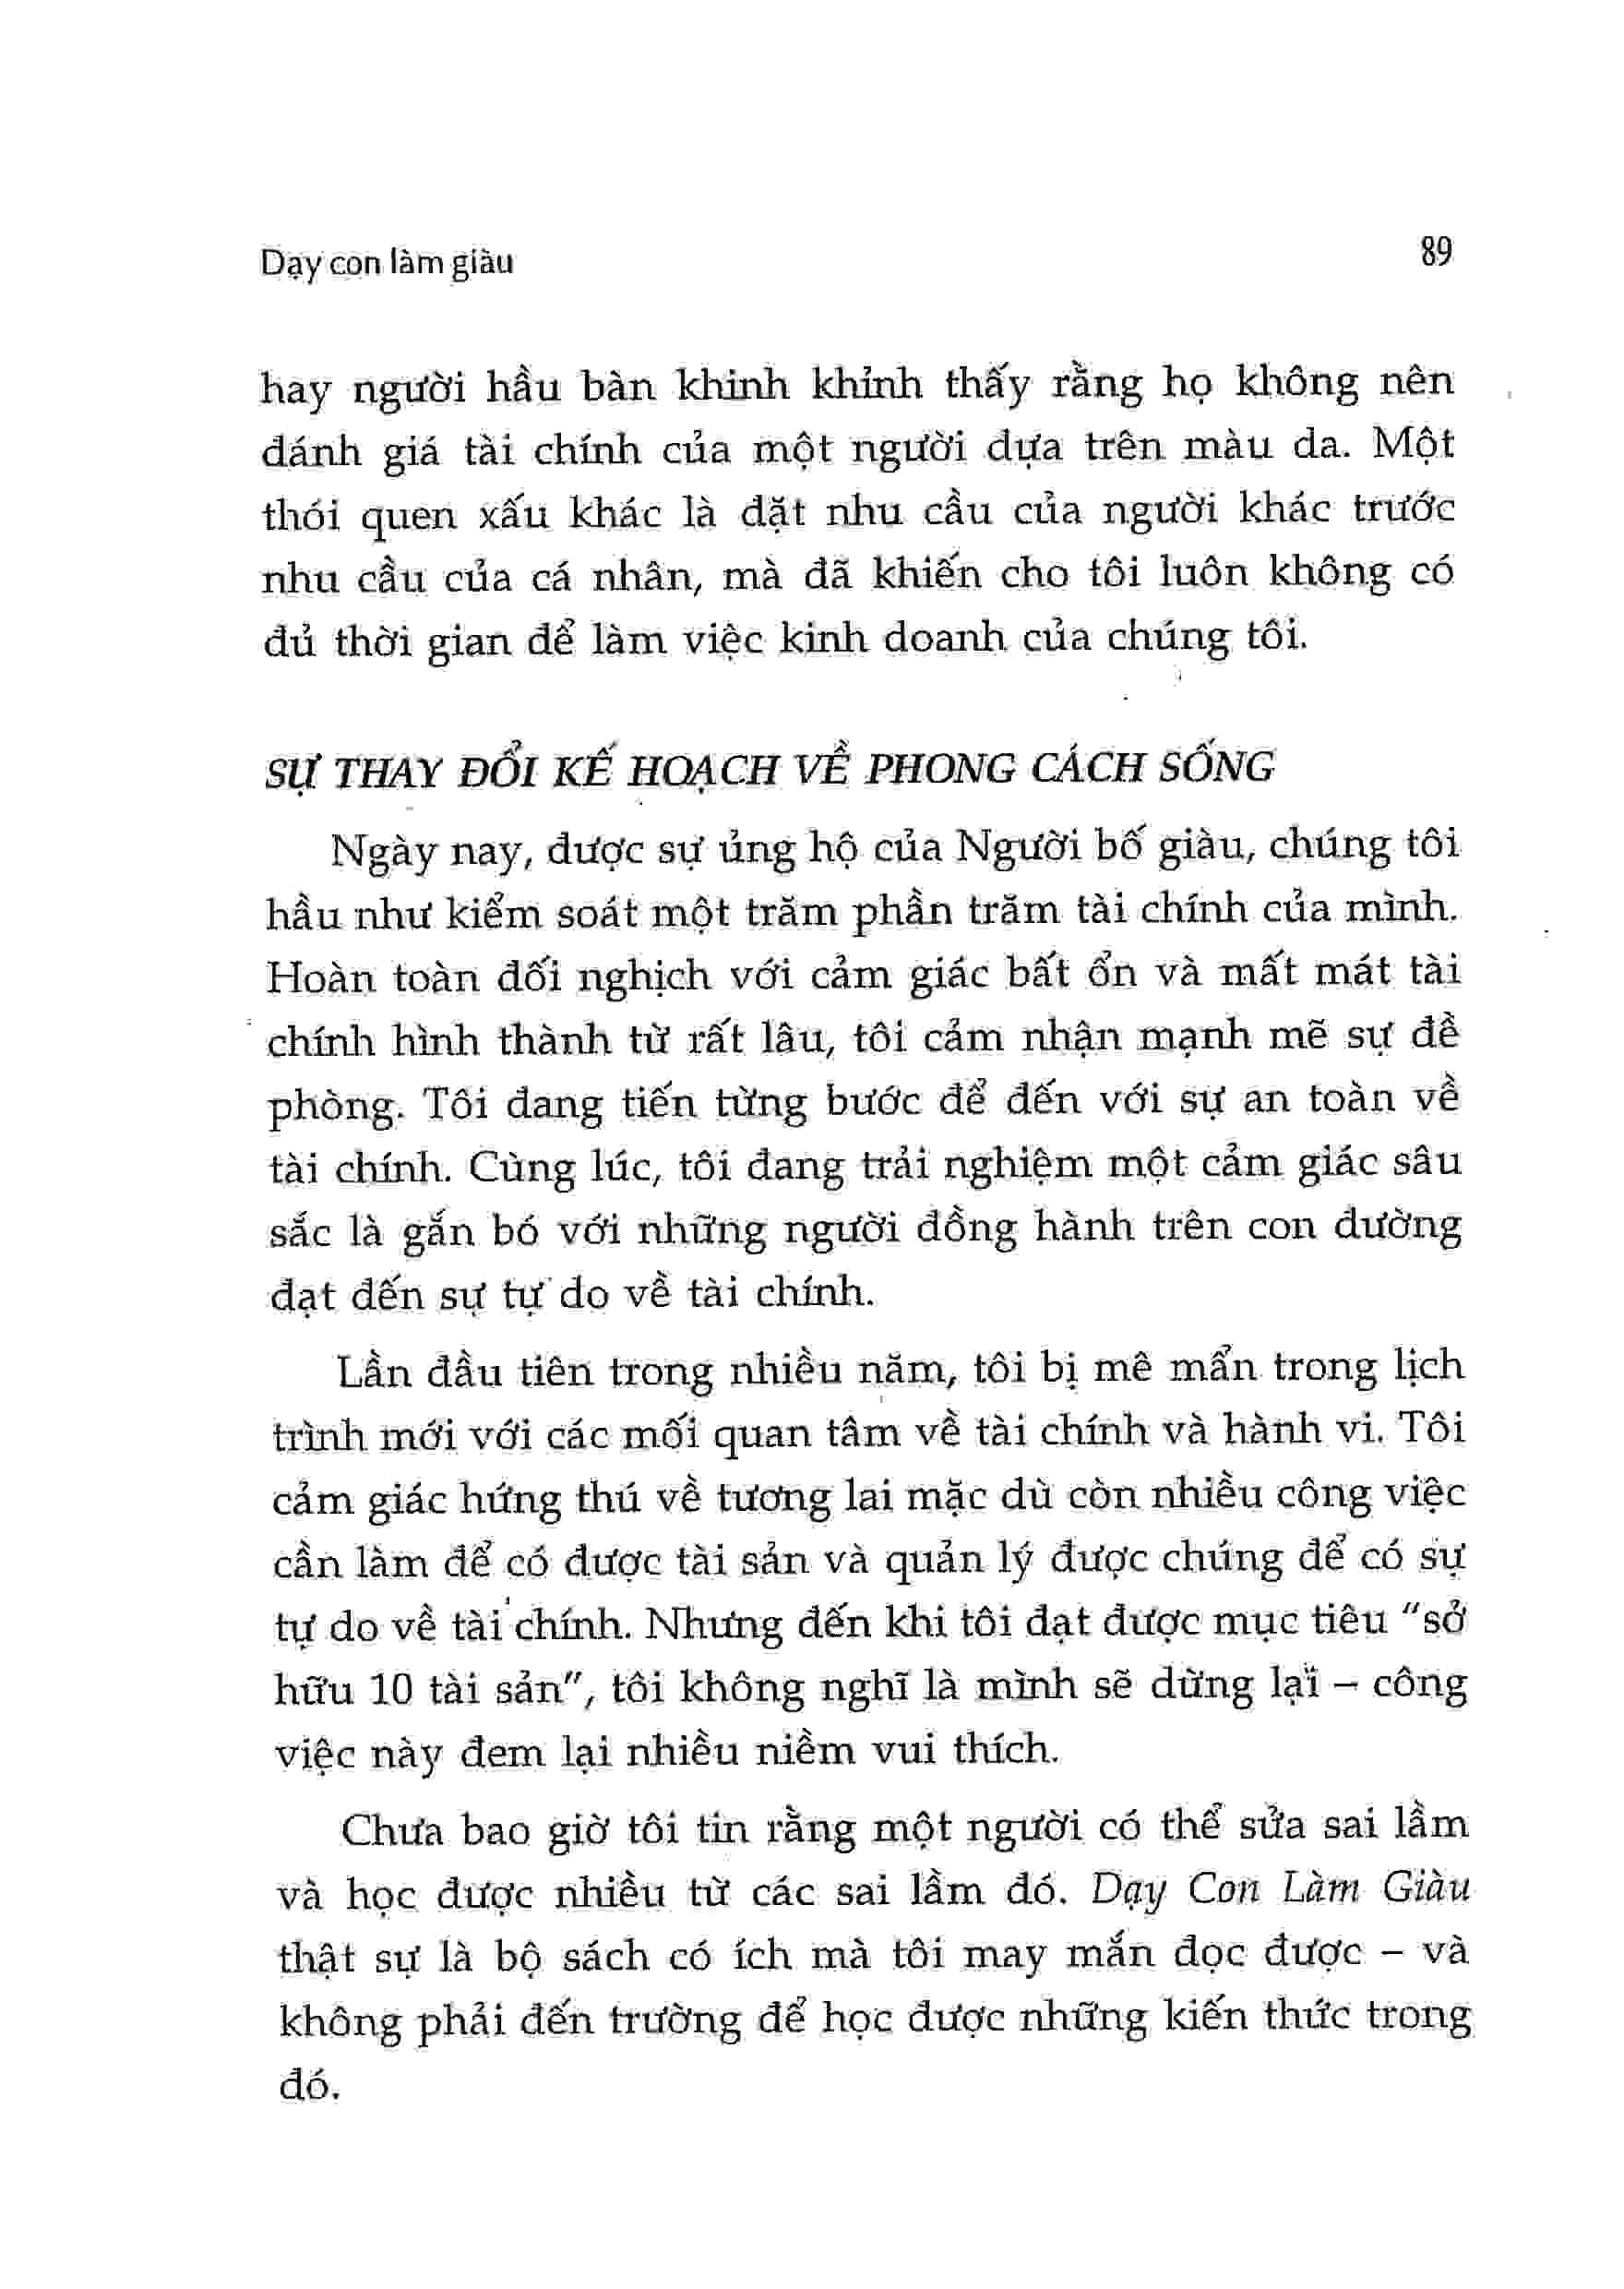 Dạy con làm giàu
89
hay người hầu bàn khinh khỉnh thấy rằng họ không nên
đánh giá tài chính của một người dựa trên màu da. Một
thói quen xấu khác là đặt nhu cầu của người khác trước
nhu cầu của cá nhân, mà đã khiến cho tôi luôn không có
đủ thời gian để làm việc kinh doanh của chúng tôi.
SỰ THAY ĐỔI KẾ HOẠCH VỀ PHONG CÁCH SỐNG
Ngày nay, được sự ủng hộ của Người bố giàu, chúng tôi
hầu như kiểm soát một trăm phần trăm tài chính của mình.
Hoàn toàn đối nghịch với cảm giác bất ổn và mất mát tài
chính hình thành từ rất lâu, tôi cảm nhận mạnh mẽ sự đề
phòng. Tôi đang tiến từng bước để đến với sự an toàn về
tài chính. Cùng lúc, tôi đang trải nghiệm một cảm giác sâu
sắc là gắn bó với những người đồng hành trên con đường
đạt đến sự tự do về tài chính.
Lần đầu tiên trong nhiều năm, tôi bị mê mẩn trong lịch
trình mới với các mối quan tâm về tài chính và hành vi. Tôi
cảm giác hứng thú về tương lai mặc dù còn nhiều công việc
cần làm để có được tài sản và quản lý được chúng để có sự
tự do về tài chính. Nhưng đến khi tôi đạt được mục tiêu "sở
hữu 10 tài sản", tôi không nghĩ là mình sẽ dừng lại – công
việc này đem lại nhiều niềm vui thích.
Chưa bao giờ tôi tin rằng một người có thể sửa sai lầm
và học được nhiều từ các sai lầm đó. Dạy Con Làm Giàu
thật sự là bộ sách có ích mà tôi may mắn đọc được – và
không phải đến trường để học được những kiến thức trong
đó.